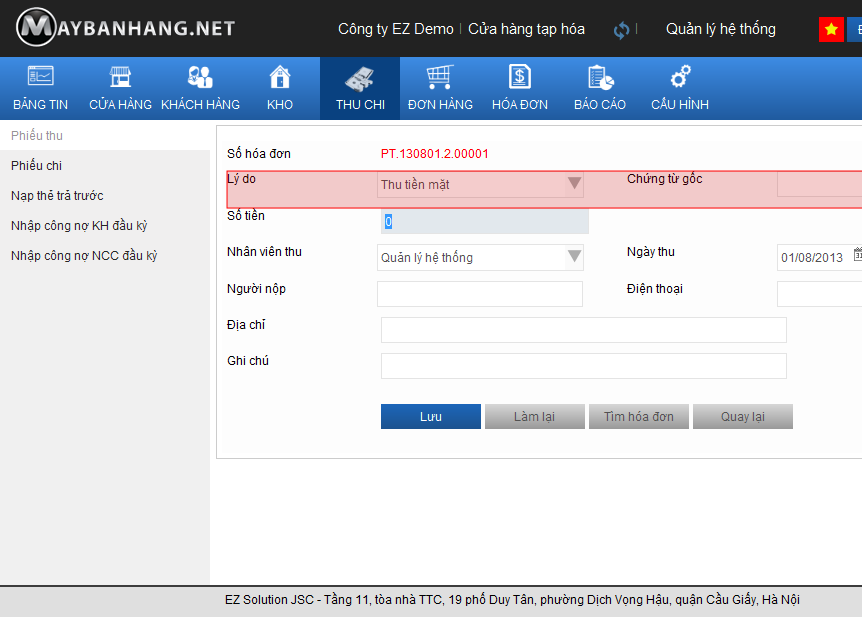 MAYBANHANG.NET
Công ty EZ Demo | Cửa hàng tạp hóa | Quản lý hệ thống
BẢNG TIN CỬA HÀNG KHÁCH HÀNG KHO THU CHI ĐƠN HÀNG HÓA ĐƠN BÁO CÁO CẤU HÌNH
Phiếu thu
Phiếu chi
Nạp thẻ trả trước
Nhập công nợ KH đầu kỳ
Nhập công nợ NCC đầu kỳ
Số hóa đơn PT.130801.2.00001
Lý do Thu tiền mặt Chứng từ gốc
Số tiền 0
Nhân viên thu Quản lý hệ thống Ngày thu 01/08/2013
Người nộp Điện thoại
Địa chỉ
Ghi chú
Lưu Làm lại Tìm hóa đơn Quay lại
EZ Solution JSC - Tầng 11, tòa nhà TTC, 19 phố Duy Tân, phường Dịch Vọng Hậu, quận Cầu Giấy, Hà Nội